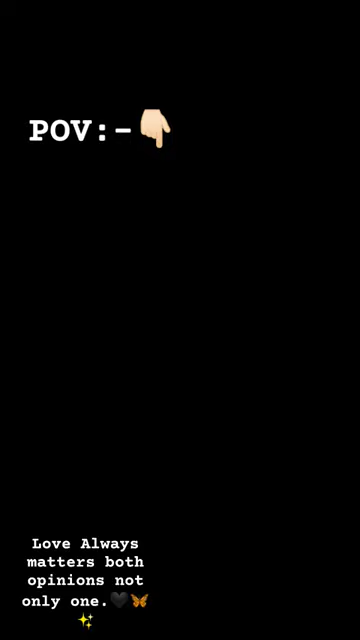 POV:-👇🏻
Love Always
matters both
opinions not
only one.🖤🦋
✨